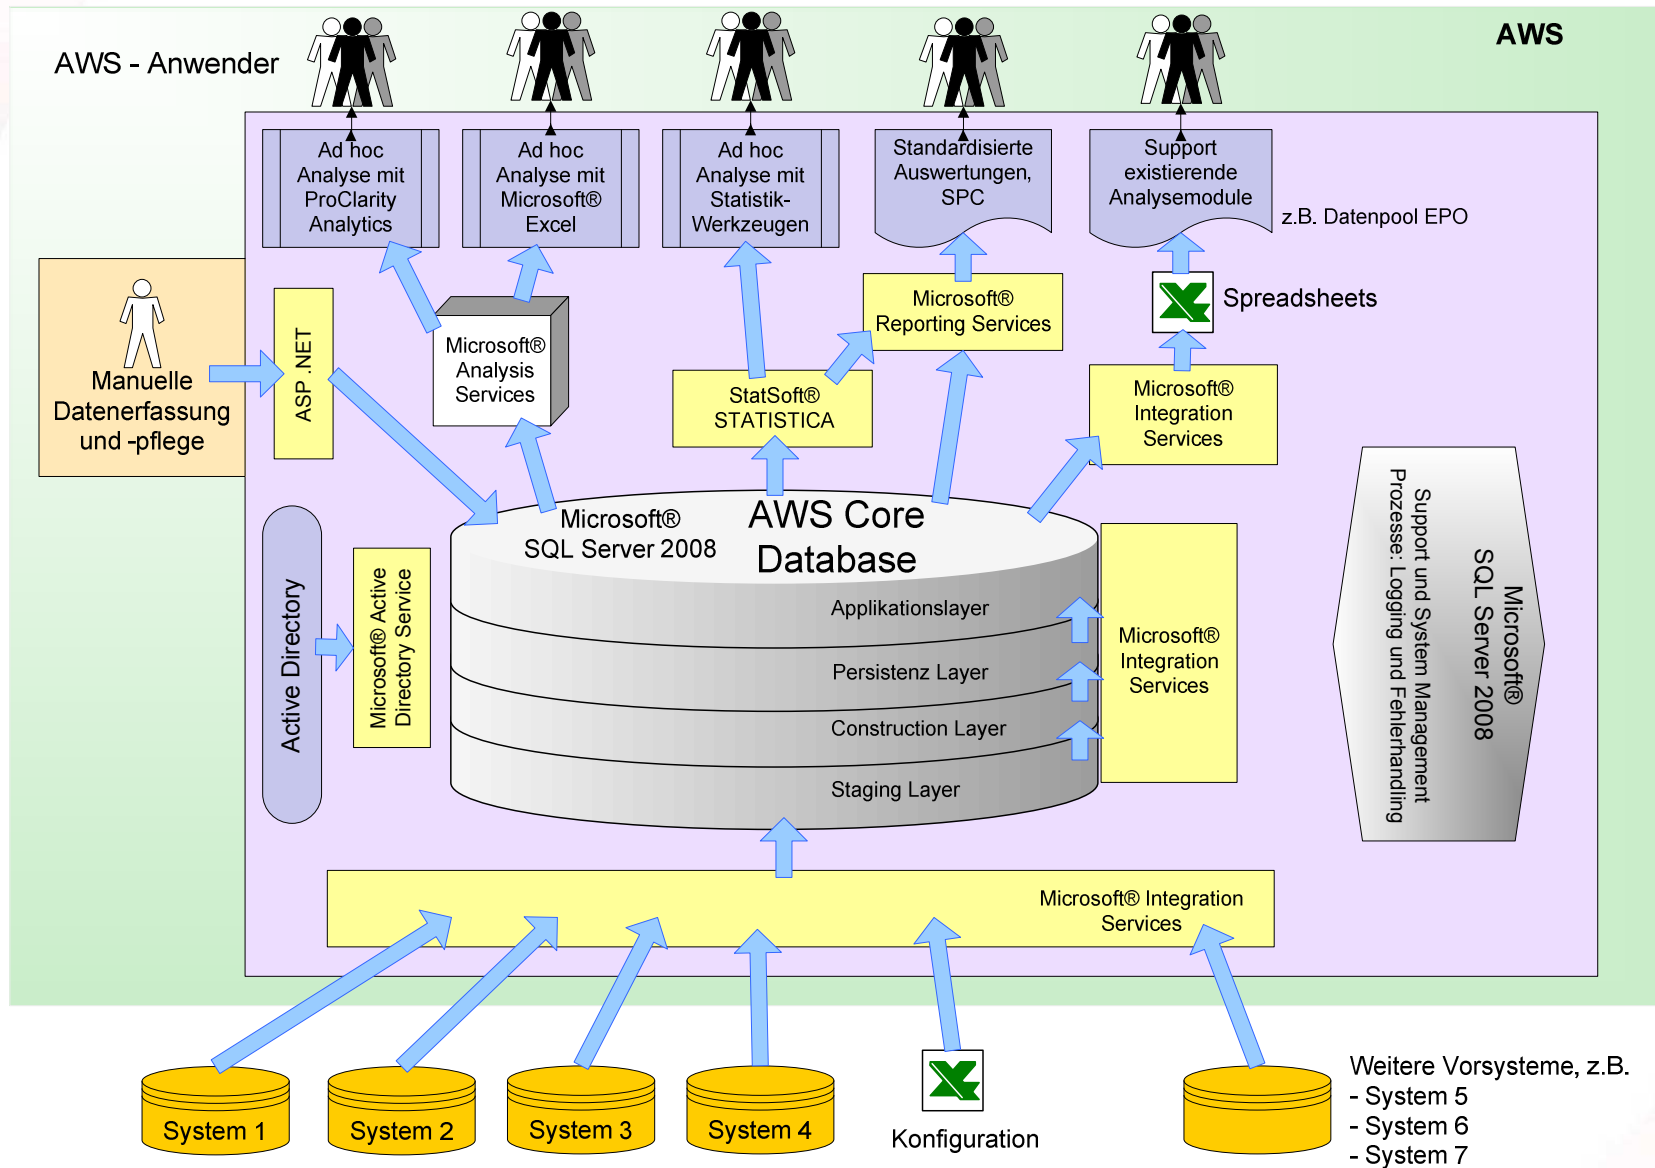 AWS - Anwender
AWS
Ad hoc
Analyse mit
ProClarity
Analytics
Ad hoc
Analyse mit
Microsoft®
Excel
Ad hoc
Analyse mit
Statistik-
Werkzeugen
Standardisierte
Auswertungen,
SPC
Support
existierende
Analysemodule
z.B. Datenpool EPO
Manuelle
Datenerfassung
und -pflege
ASP .NET
Microsoft®
Analysis
Services
StatSoft®
STATISTICA
Microsoft®
Reporting Services
Spreadsheets
Microsoft®
Integration
Services
Microsoft®
SQL Server 2008
AWS Core
Database
Applikationslayer
Persistenz Layer
Construction Layer
Staging Layer
Microsoft®
Integration
Services
Active Directory
Microsoft® Active
Directory Service
Microsoft®
SQL Server 2008
Support und System Management
Prozesse: Logging und Fehlerhandling
Microsoft® Integration
Services
System 1
System 2
System 3
System 4
Konfiguration
Weitere Vorsysteme, z.B.
- System 5
- System 6
- System 7